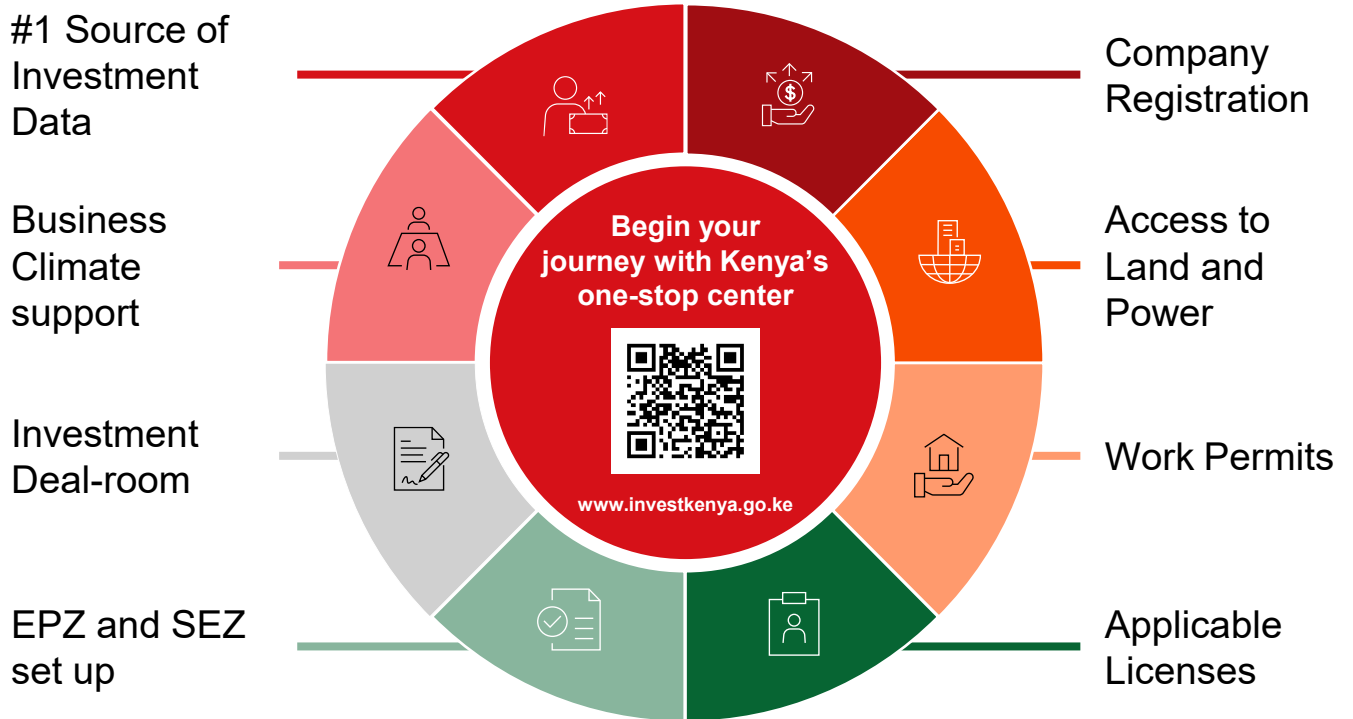 #1 Source of
Investment
Data
Business
Climate
support
Investment
Deal-room
EPZ and SEZ
set up
Begin your
journey with Kenya's
one-stop center
www.investkenya.go.ke
Company
Registration
Access to
Land and
Power
Work Permits
Applicable
Licenses